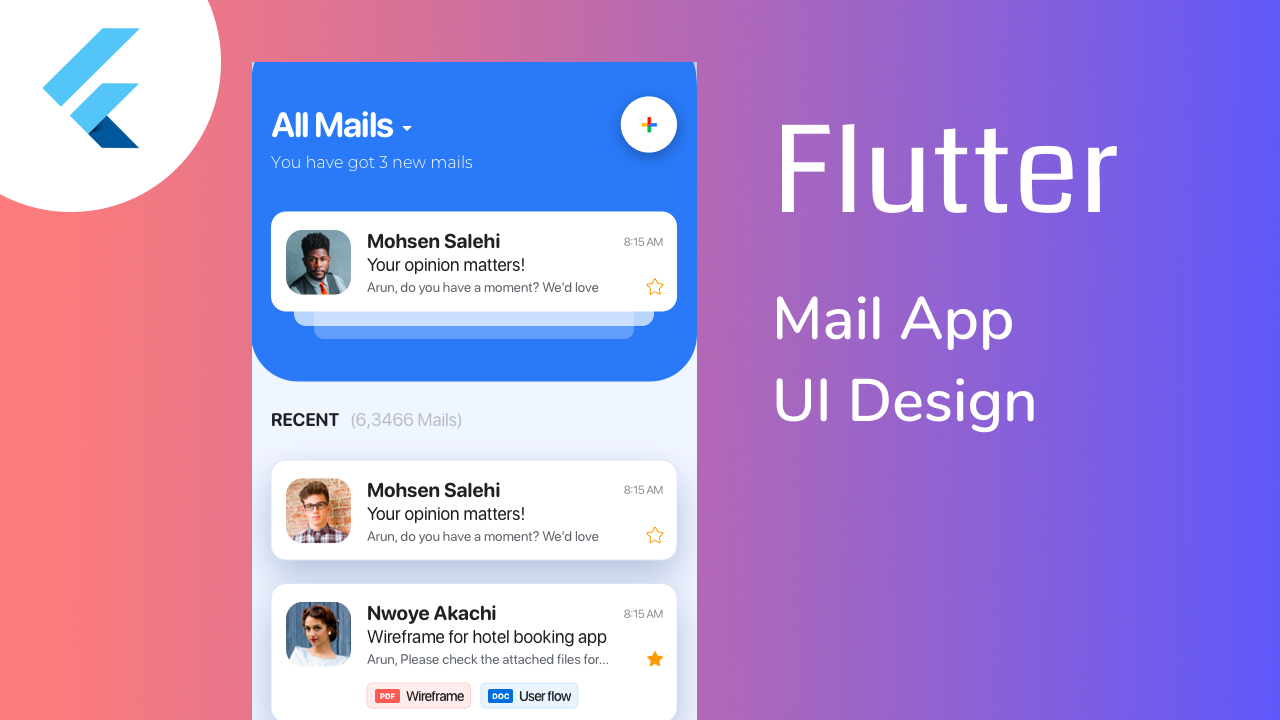 All Mails
You have got 3 new mails
Mohsen Salehi 8:15 AM
Your opinion matters!
Arun, do you have a moment? We'd love
RECENT (6,3466 Mails)
Mohsen Salehi 8:15 AM
Your opinion matters!
Arun, do you have a moment? We'd love
Nwoye Akachi 8:15 AM
Wireframe for hotel booking app
Arun, Please check the attached files for...
PDF Wireframe DOC User flow
Flutter
Mail App
UI Design